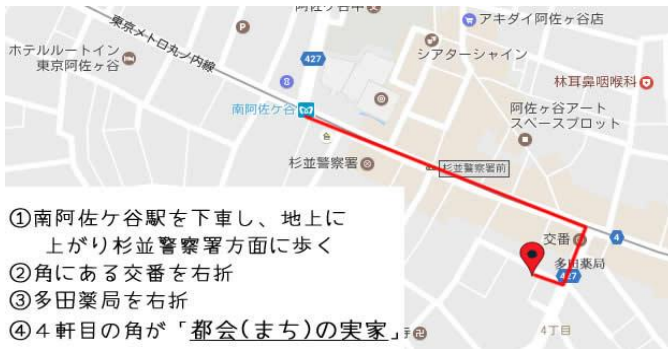 東京メトロ丸ノ内線
ホテルルートイン
東京阿佐ヶ谷
427
アキダイ阿佐ヶ谷店
シアターシャイン
林耳鼻咽喉科
南阿佐ケ谷
阿佐ヶ谷アート
スペースプロット
杉並警察署
杉並警察署前
交番
4
多田薬局
427
4丁目
①南阿佐ケ谷駅を下車し、地上に
上がり杉並警察署方面に歩く
②角にある交番を右折
③多田薬局を右折
④4軒目の角が「都会(まち)の実家」